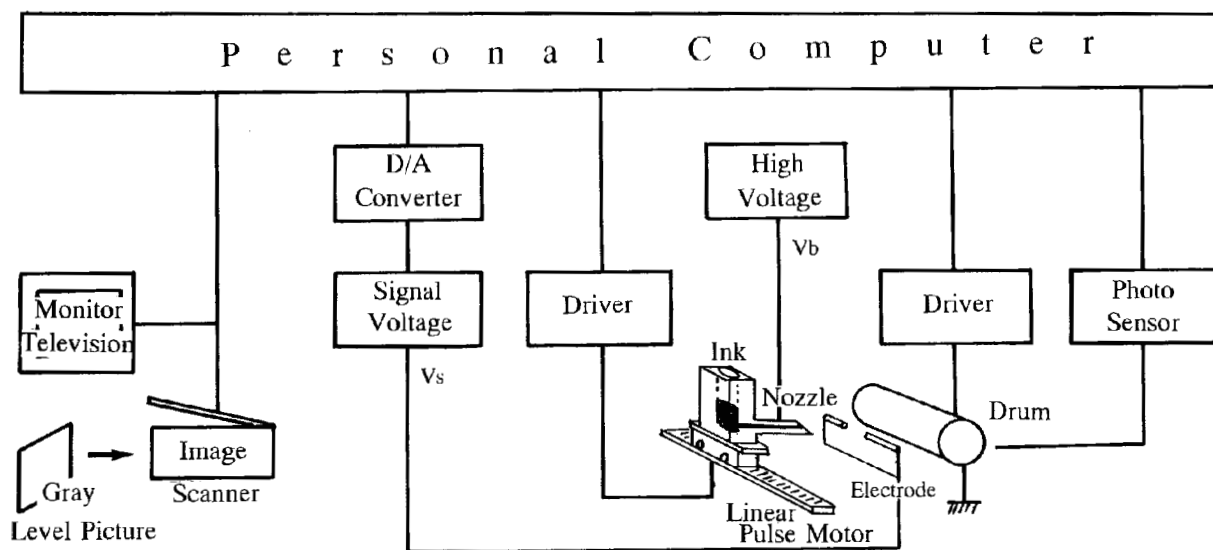 Personal Computer
D/A
Converter
High
Voltage
Vb
Monitor
Television
Signal
Voltage
Driver
Driver
Photo
Sensor
Vs
Ink
Nozzle
Drum
Image
Scanner
Gray
Level Picture
Electrode
Linear
Pulse Motor